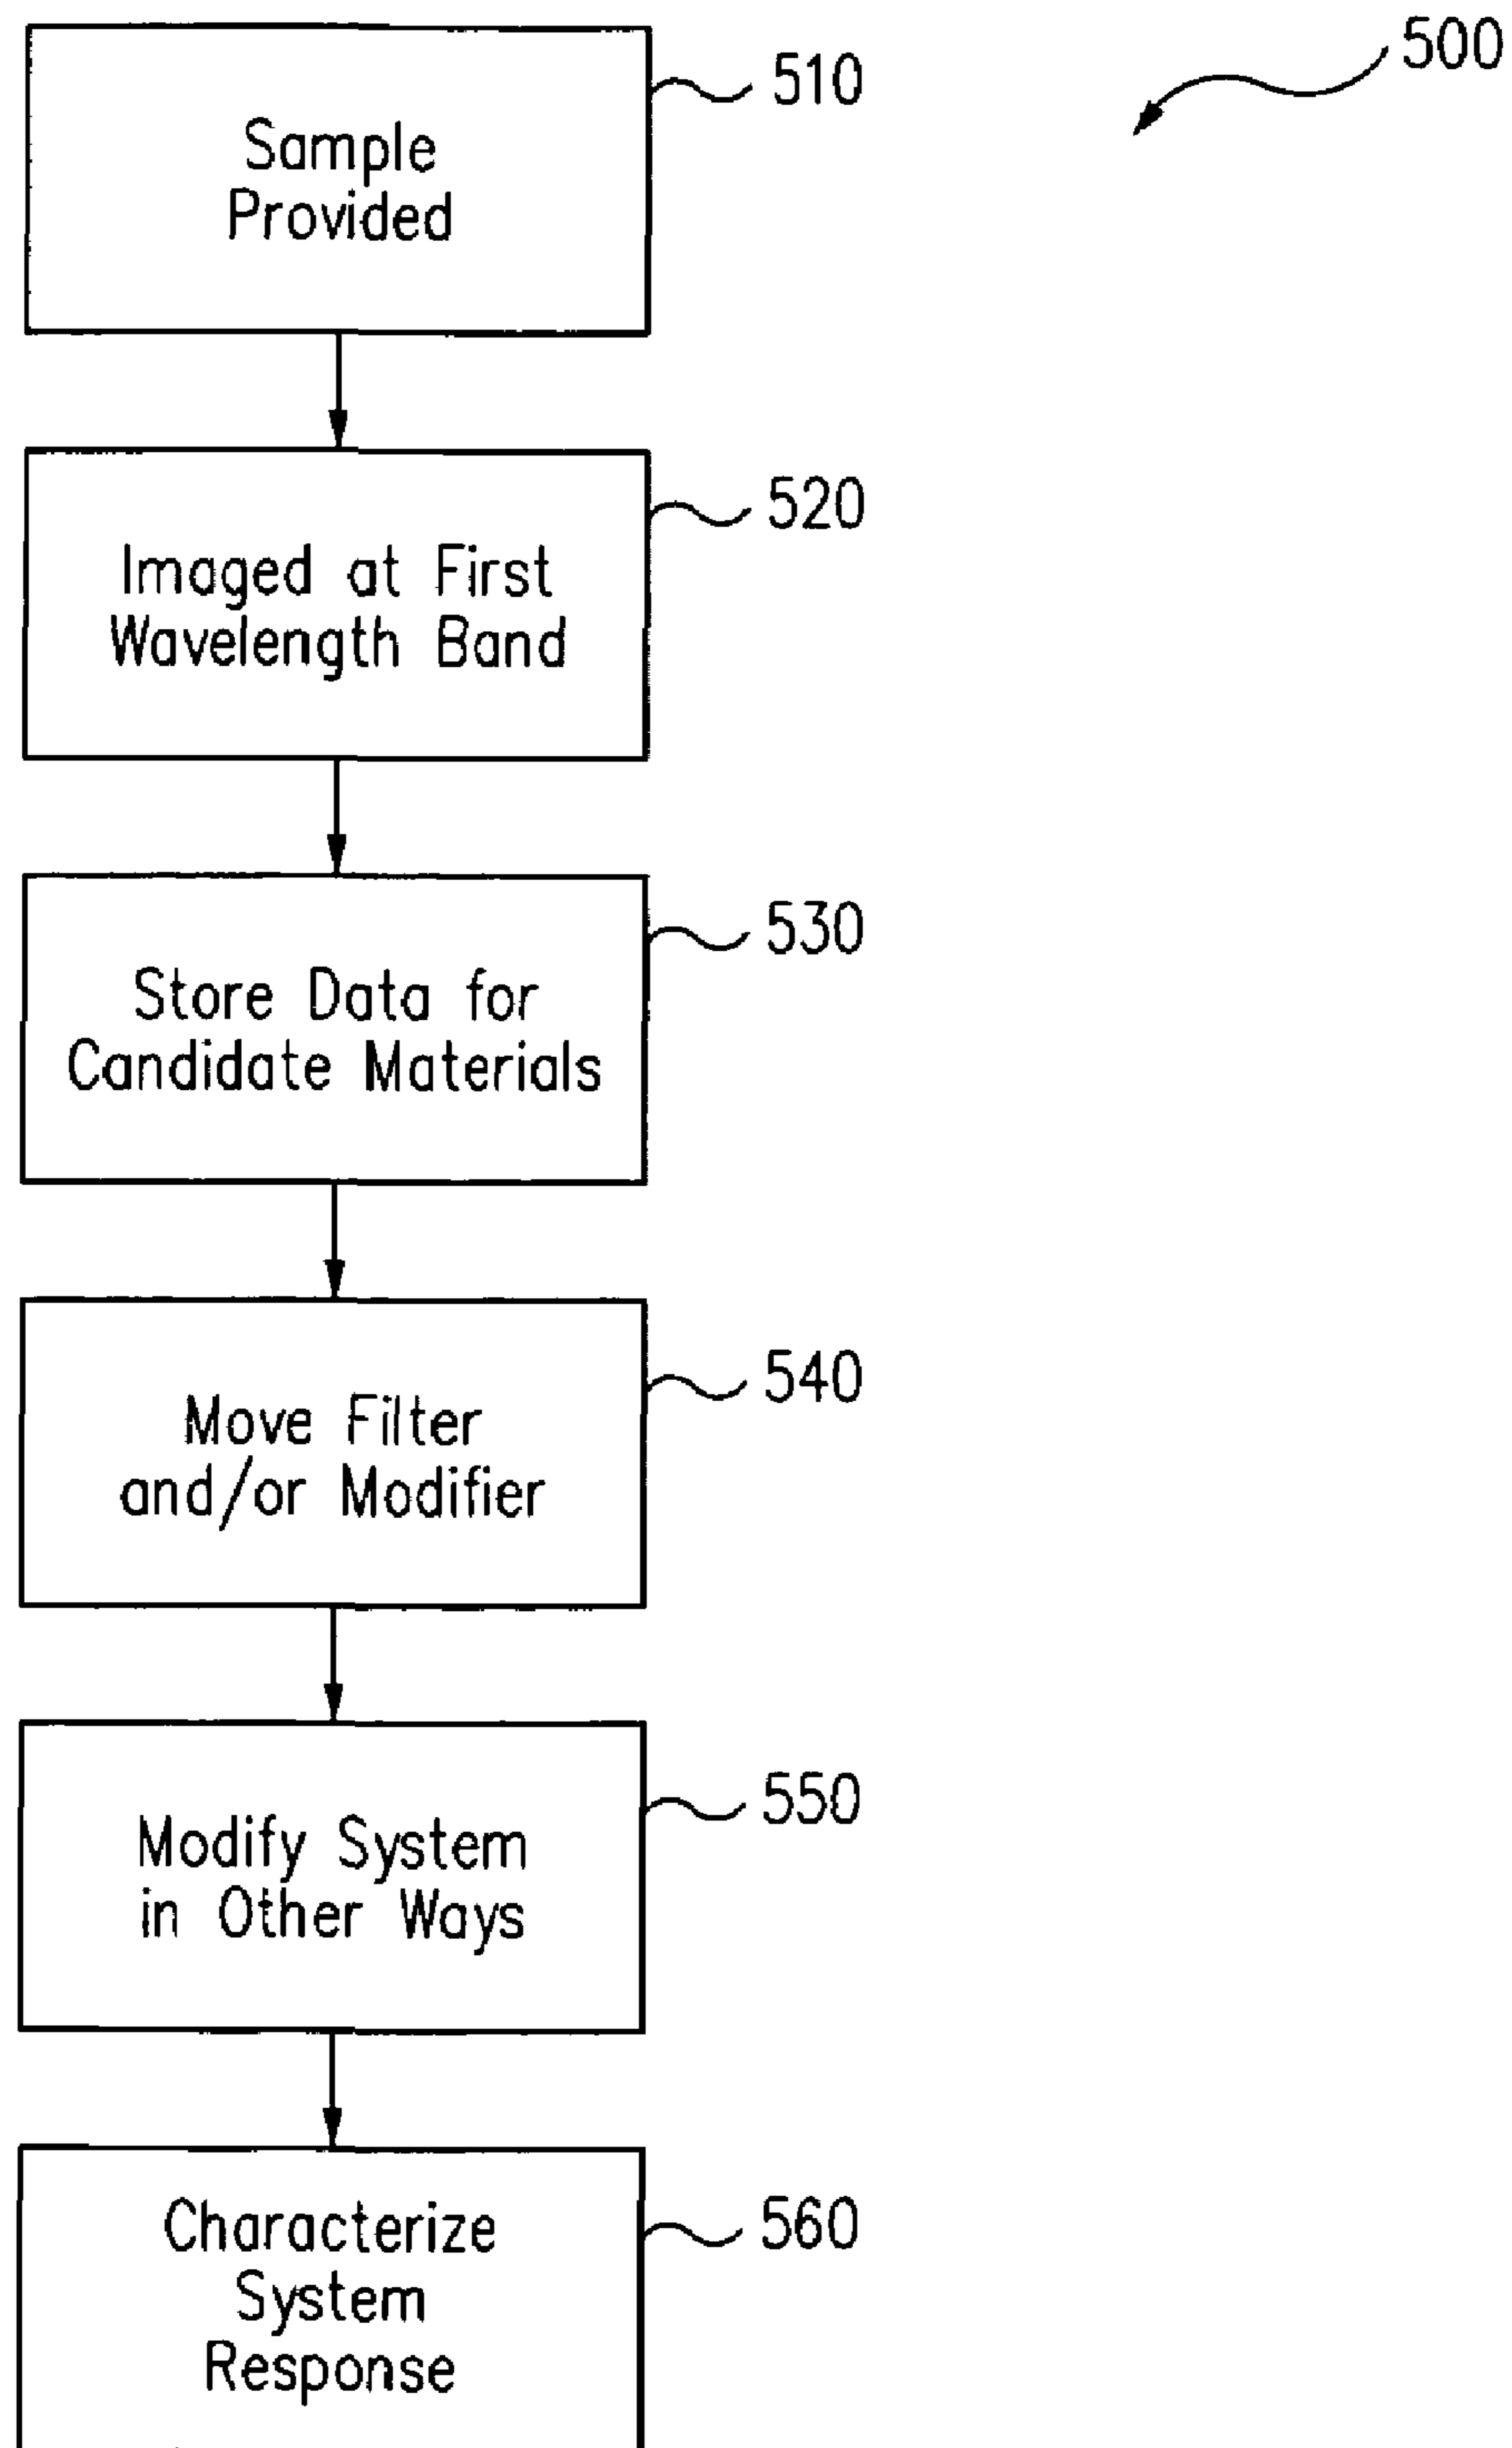 500
510
Sample
Provided
520
Imaged at First
Wavelength Band
530
Store Data for
Candidate Materials
540
Move Filter
and/or Modifier
550
Modify System
in Other Ways
560
Characterize
System
Response